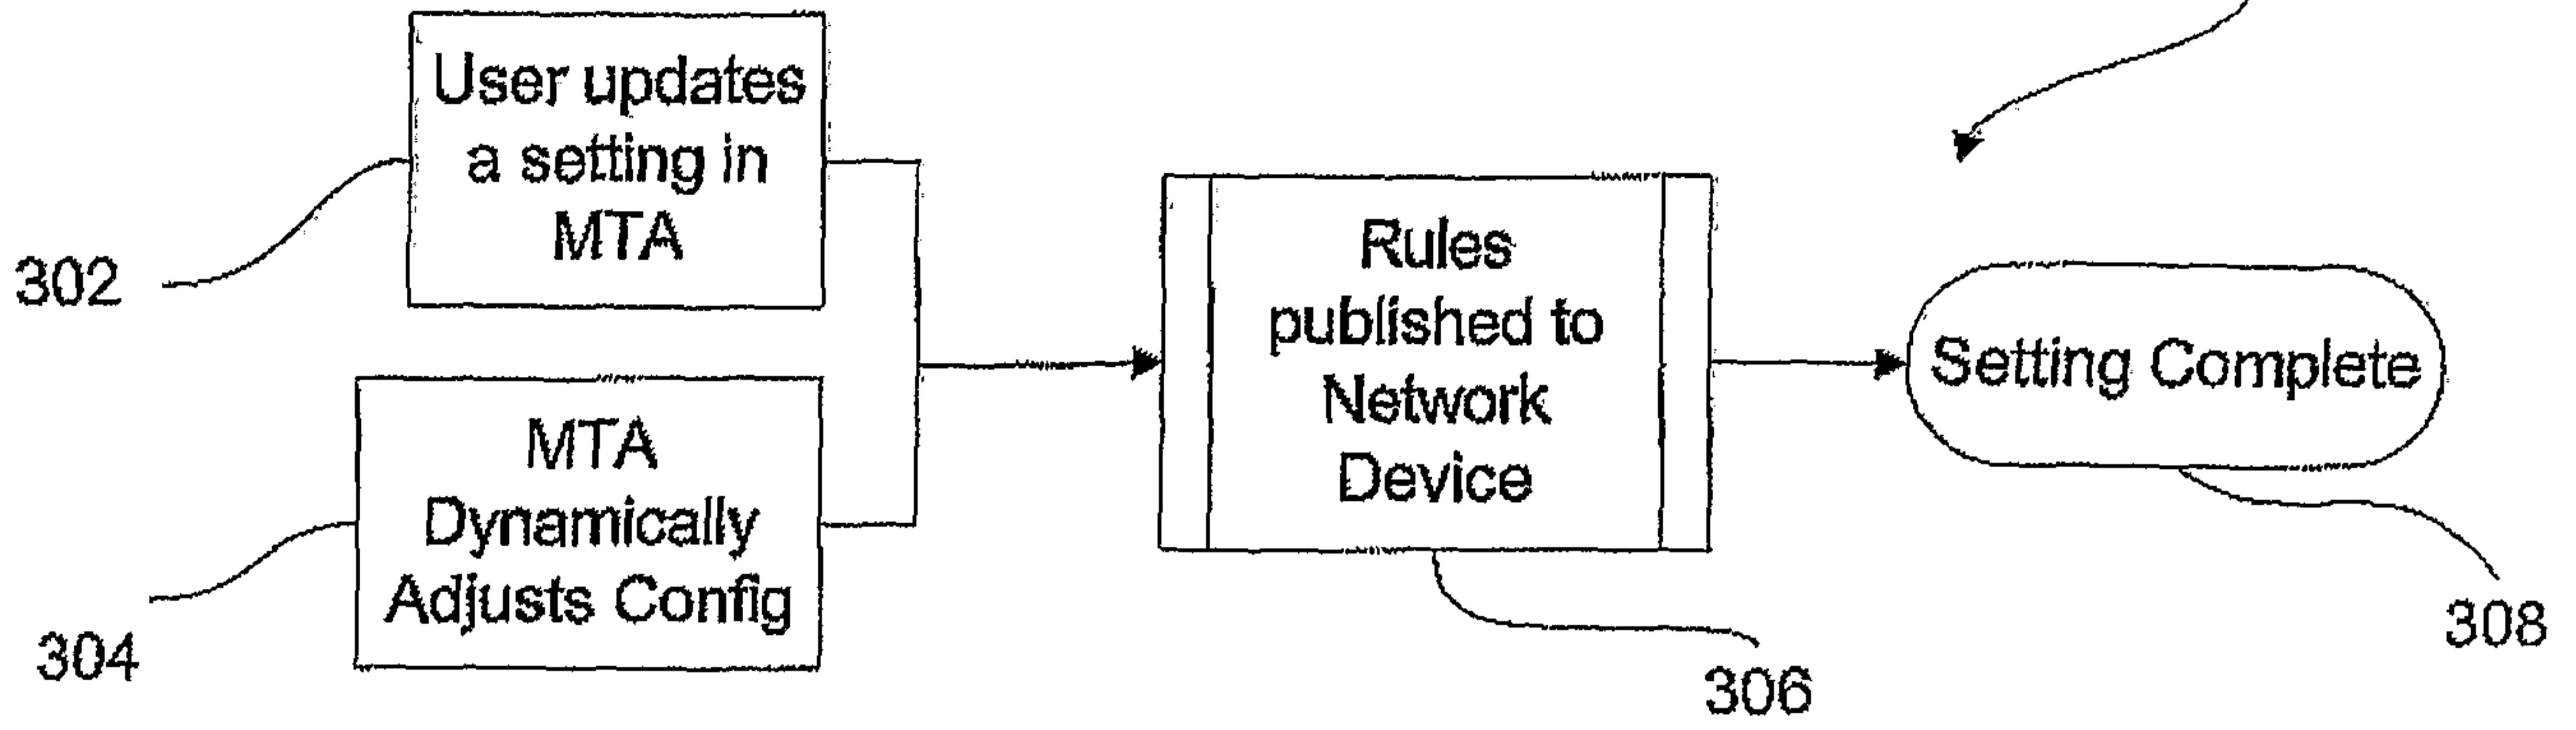 User updates
a setting in
MTA
302
MTA
Dynamically
Adjusts Config
304
Rules
published to
Network
Device
306
Setting Complete
308